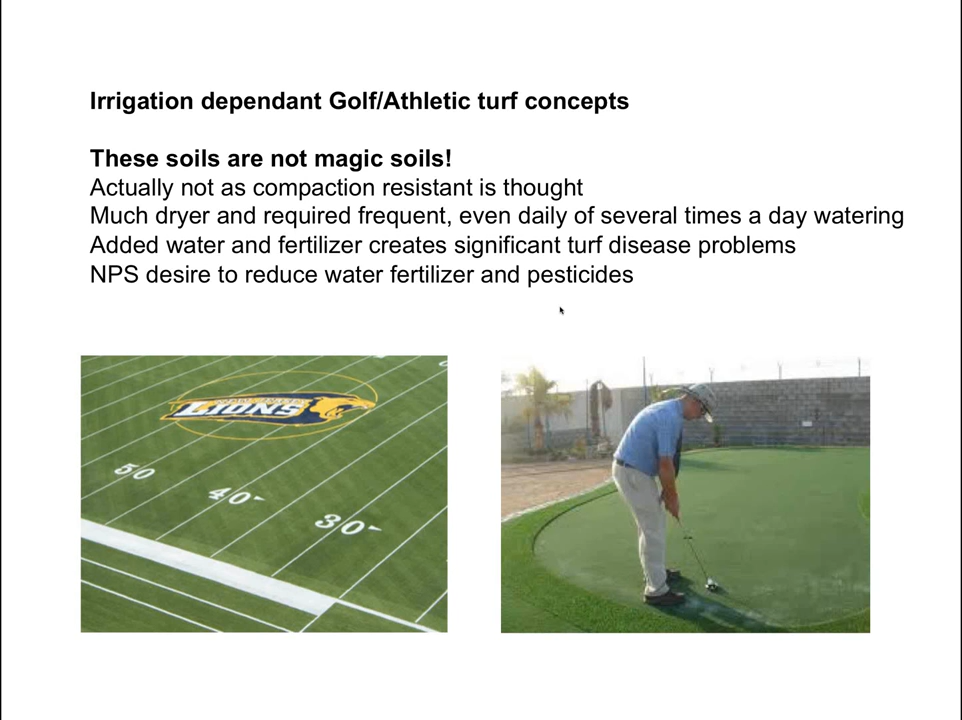 Irrigation dependant Golf/Athletic turf concepts
These soils are not magic soils!
Actually not as compaction resistant is thought
Much dryer and required frequent, even daily of several times a day watering
Added water and fertilizer creates significant turf disease problems
NPS desire to reduce water fertilizer and pesticides
LIONS
50
40
30